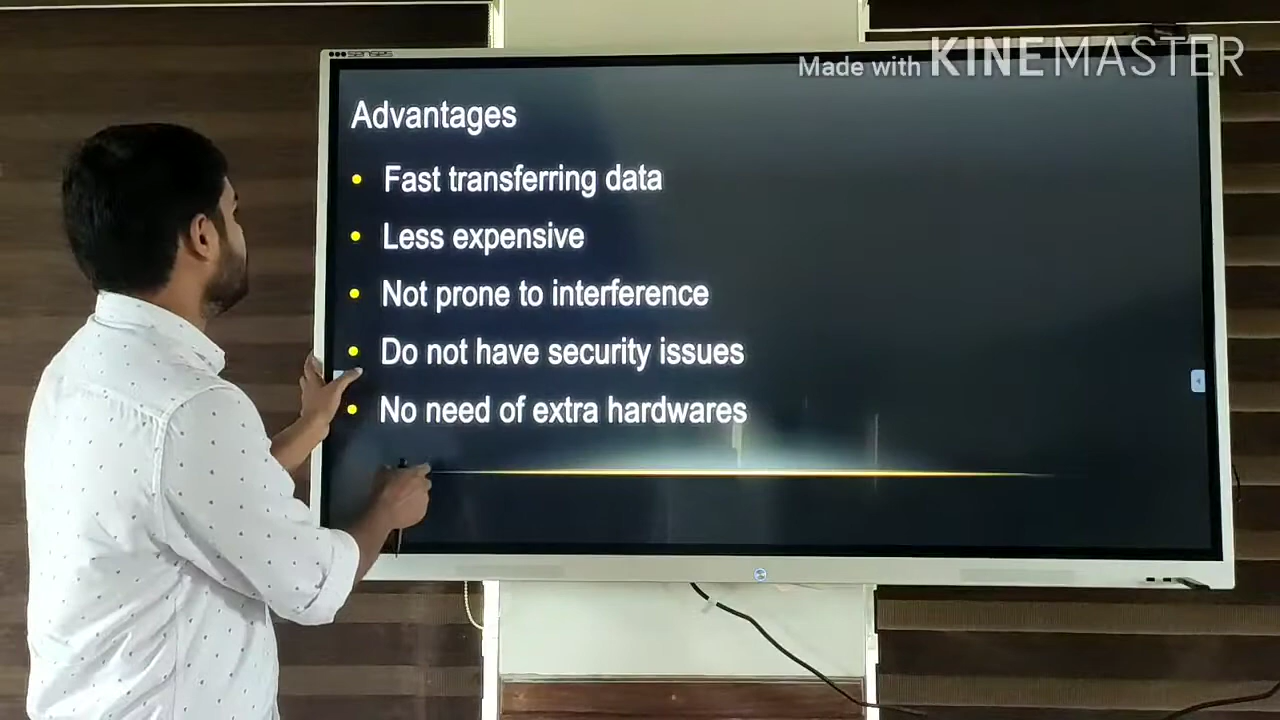 senses
Made with KINEMASTER
Advantages
• Fast transferring data
• Less expensive
• Not prone to interference
• Do not have security issues
• No need of extra hardwares